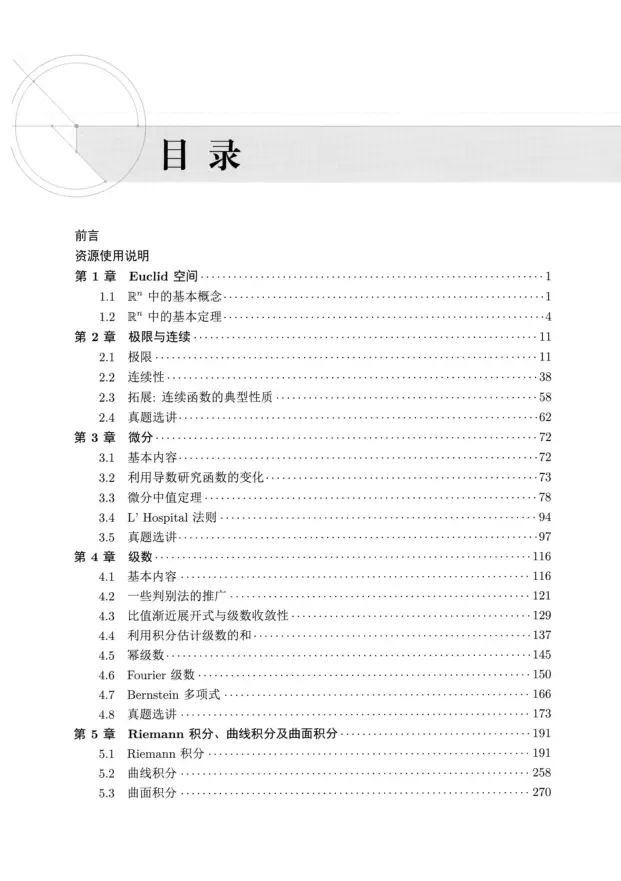 目 录
前言
资源使用说明
第 1 章 Euclid 空间 1
1.1 ℝⁿ 中的基本概念 1
1.2 ℝⁿ 中的基本定理 4
第 2 章 极限与连续 11
2.1 极限 11
2.2 连续性 38
2.3 拓展: 连续函数的典型性质 58
2.4 真题选讲 62
第 3 章 微分 72
3.1 基本内容 72
3.2 利用导数研究函数的变化 73
3.3 微分中值定理 78
3.4 L' Hospital 法则 94
3.5 真题选讲 97
第 4 章 级数 116
4.1 基本内容 116
4.2 一些判别法的推广 121
4.3 比值渐近展开式与级数收敛性 129
4.4 利用积分估计级数的和 137
4.5 幂级数 145
4.6 Fourier 级数 150
4.7 Bernstein 多项式 166
4.8 真题选讲 173
第 5 章 Riemann 积分、曲线积分及曲面积分 191
5.1 Riemann 积分 191
5.2 曲线积分 258
5.3 曲面积分 270